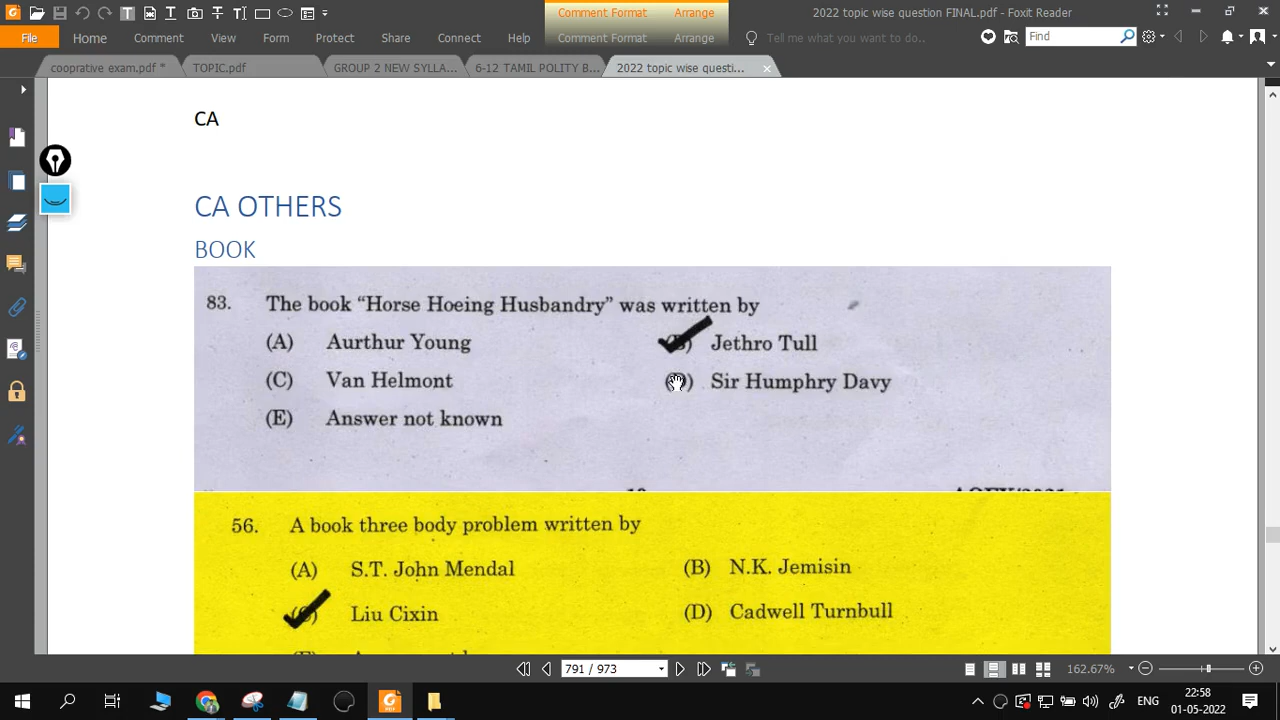 Comment Format Arrange
2022 topic wise question FINAL.pdf - Foxit Reader
File Home Comment View Form Protect Share Connect Help Comment Format Arrange Tell me what you want to do.. Find
cooprative exam.pdf * TOPIC.pdf GROUP 2 NEW SYLLA... 6-12 TAMIL POLITY B... 2022 topic wise questi...
CA
CA OTHERS
BOOK
83. The book “Horse Hoeing Husbandry” was written by
(A) Aurthur Young (B) Jethro Tull
(C) Van Helmont (D) Sir Humphry Davy
(E) Answer not known
56. A book three body problem written by
(A) S.T. John Mendal (B) N.K. Jemisin
(C) Liu Cixin (D) Cadwell Turnbull
791 / 973 162.67%
ENG 22:58
01-05-2022